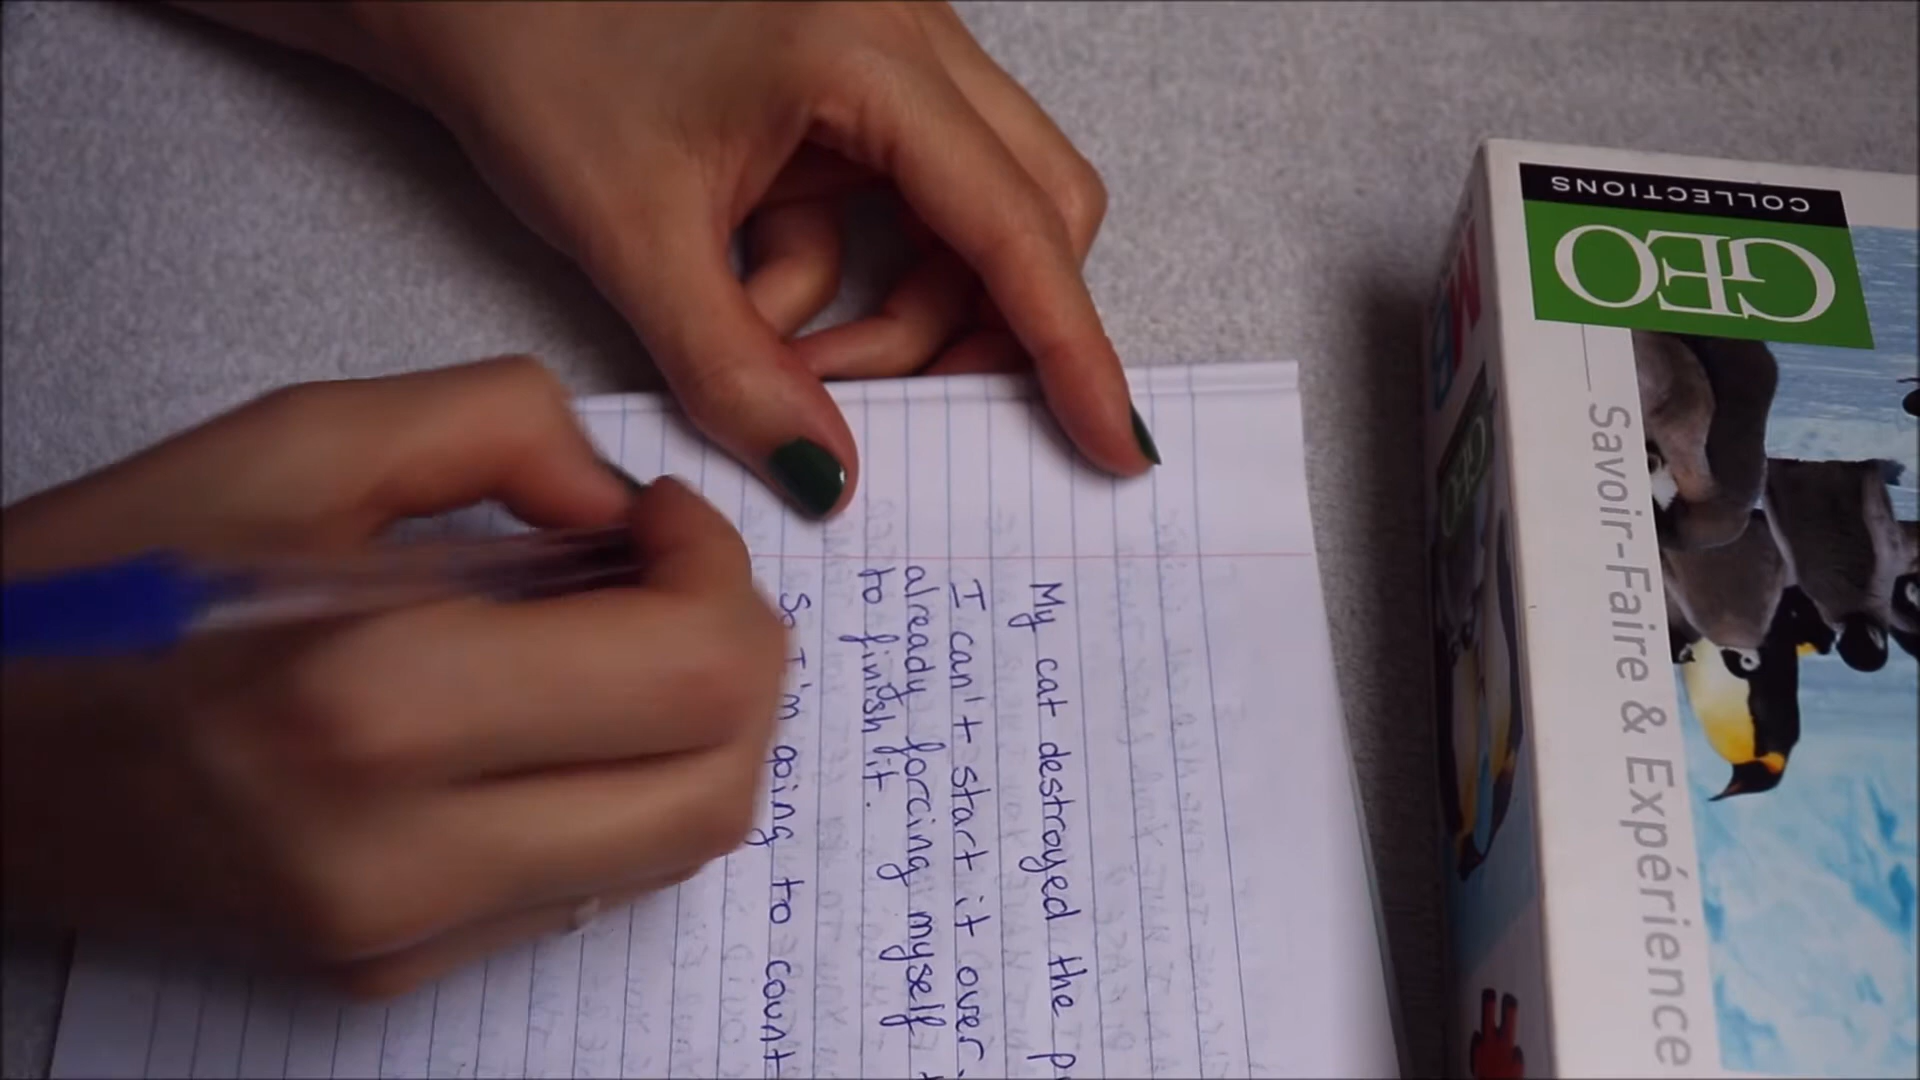 My cat destroyed the
I can't start it over.
already forcing myself
to finish it.
So I'm going to count
COLLECTIONS
GEO
Savoir-Faire & Expérience
GEO